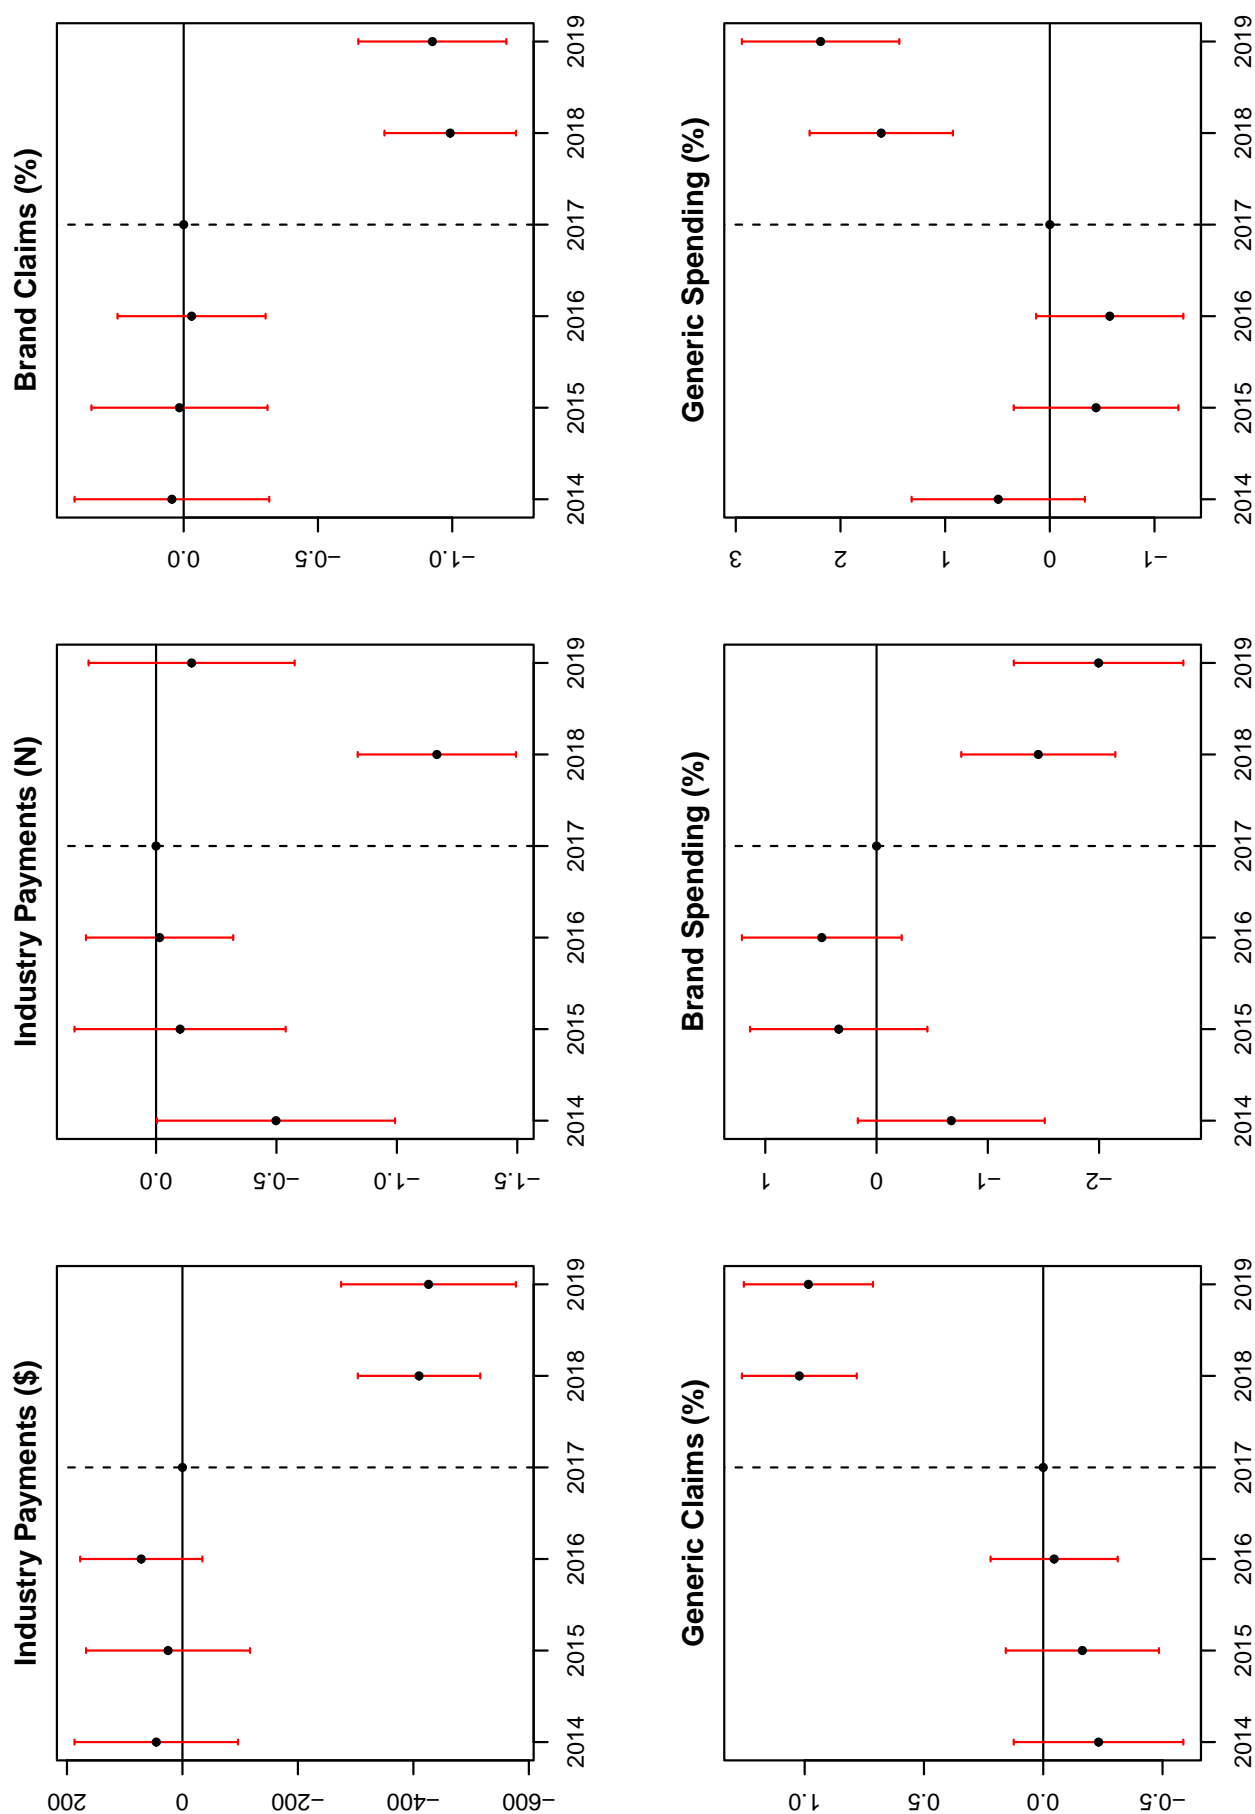 Industry Payments ($)
200
0
−200
−400
−600
2014 2015 2016 2017 2018 2019
Industry Payments (N)
0.0
−0.5
−1.0
−1.5
2014 2015 2016 2017 2018 2019
Brand Claims (%)
0.0
−0.5
−1.0
2014 2015 2016 2017 2018 2019
Generic Claims (%)
1.0
0.5
0.0
−0.5
2014 2015 2016 2017 2018 2019
Brand Spending (%)
1
0
−1
−2
2014 2015 2016 2017 2018 2019
Generic Spending (%)
3
2
1
0
−1
2014 2015 2016 2017 2018 2019